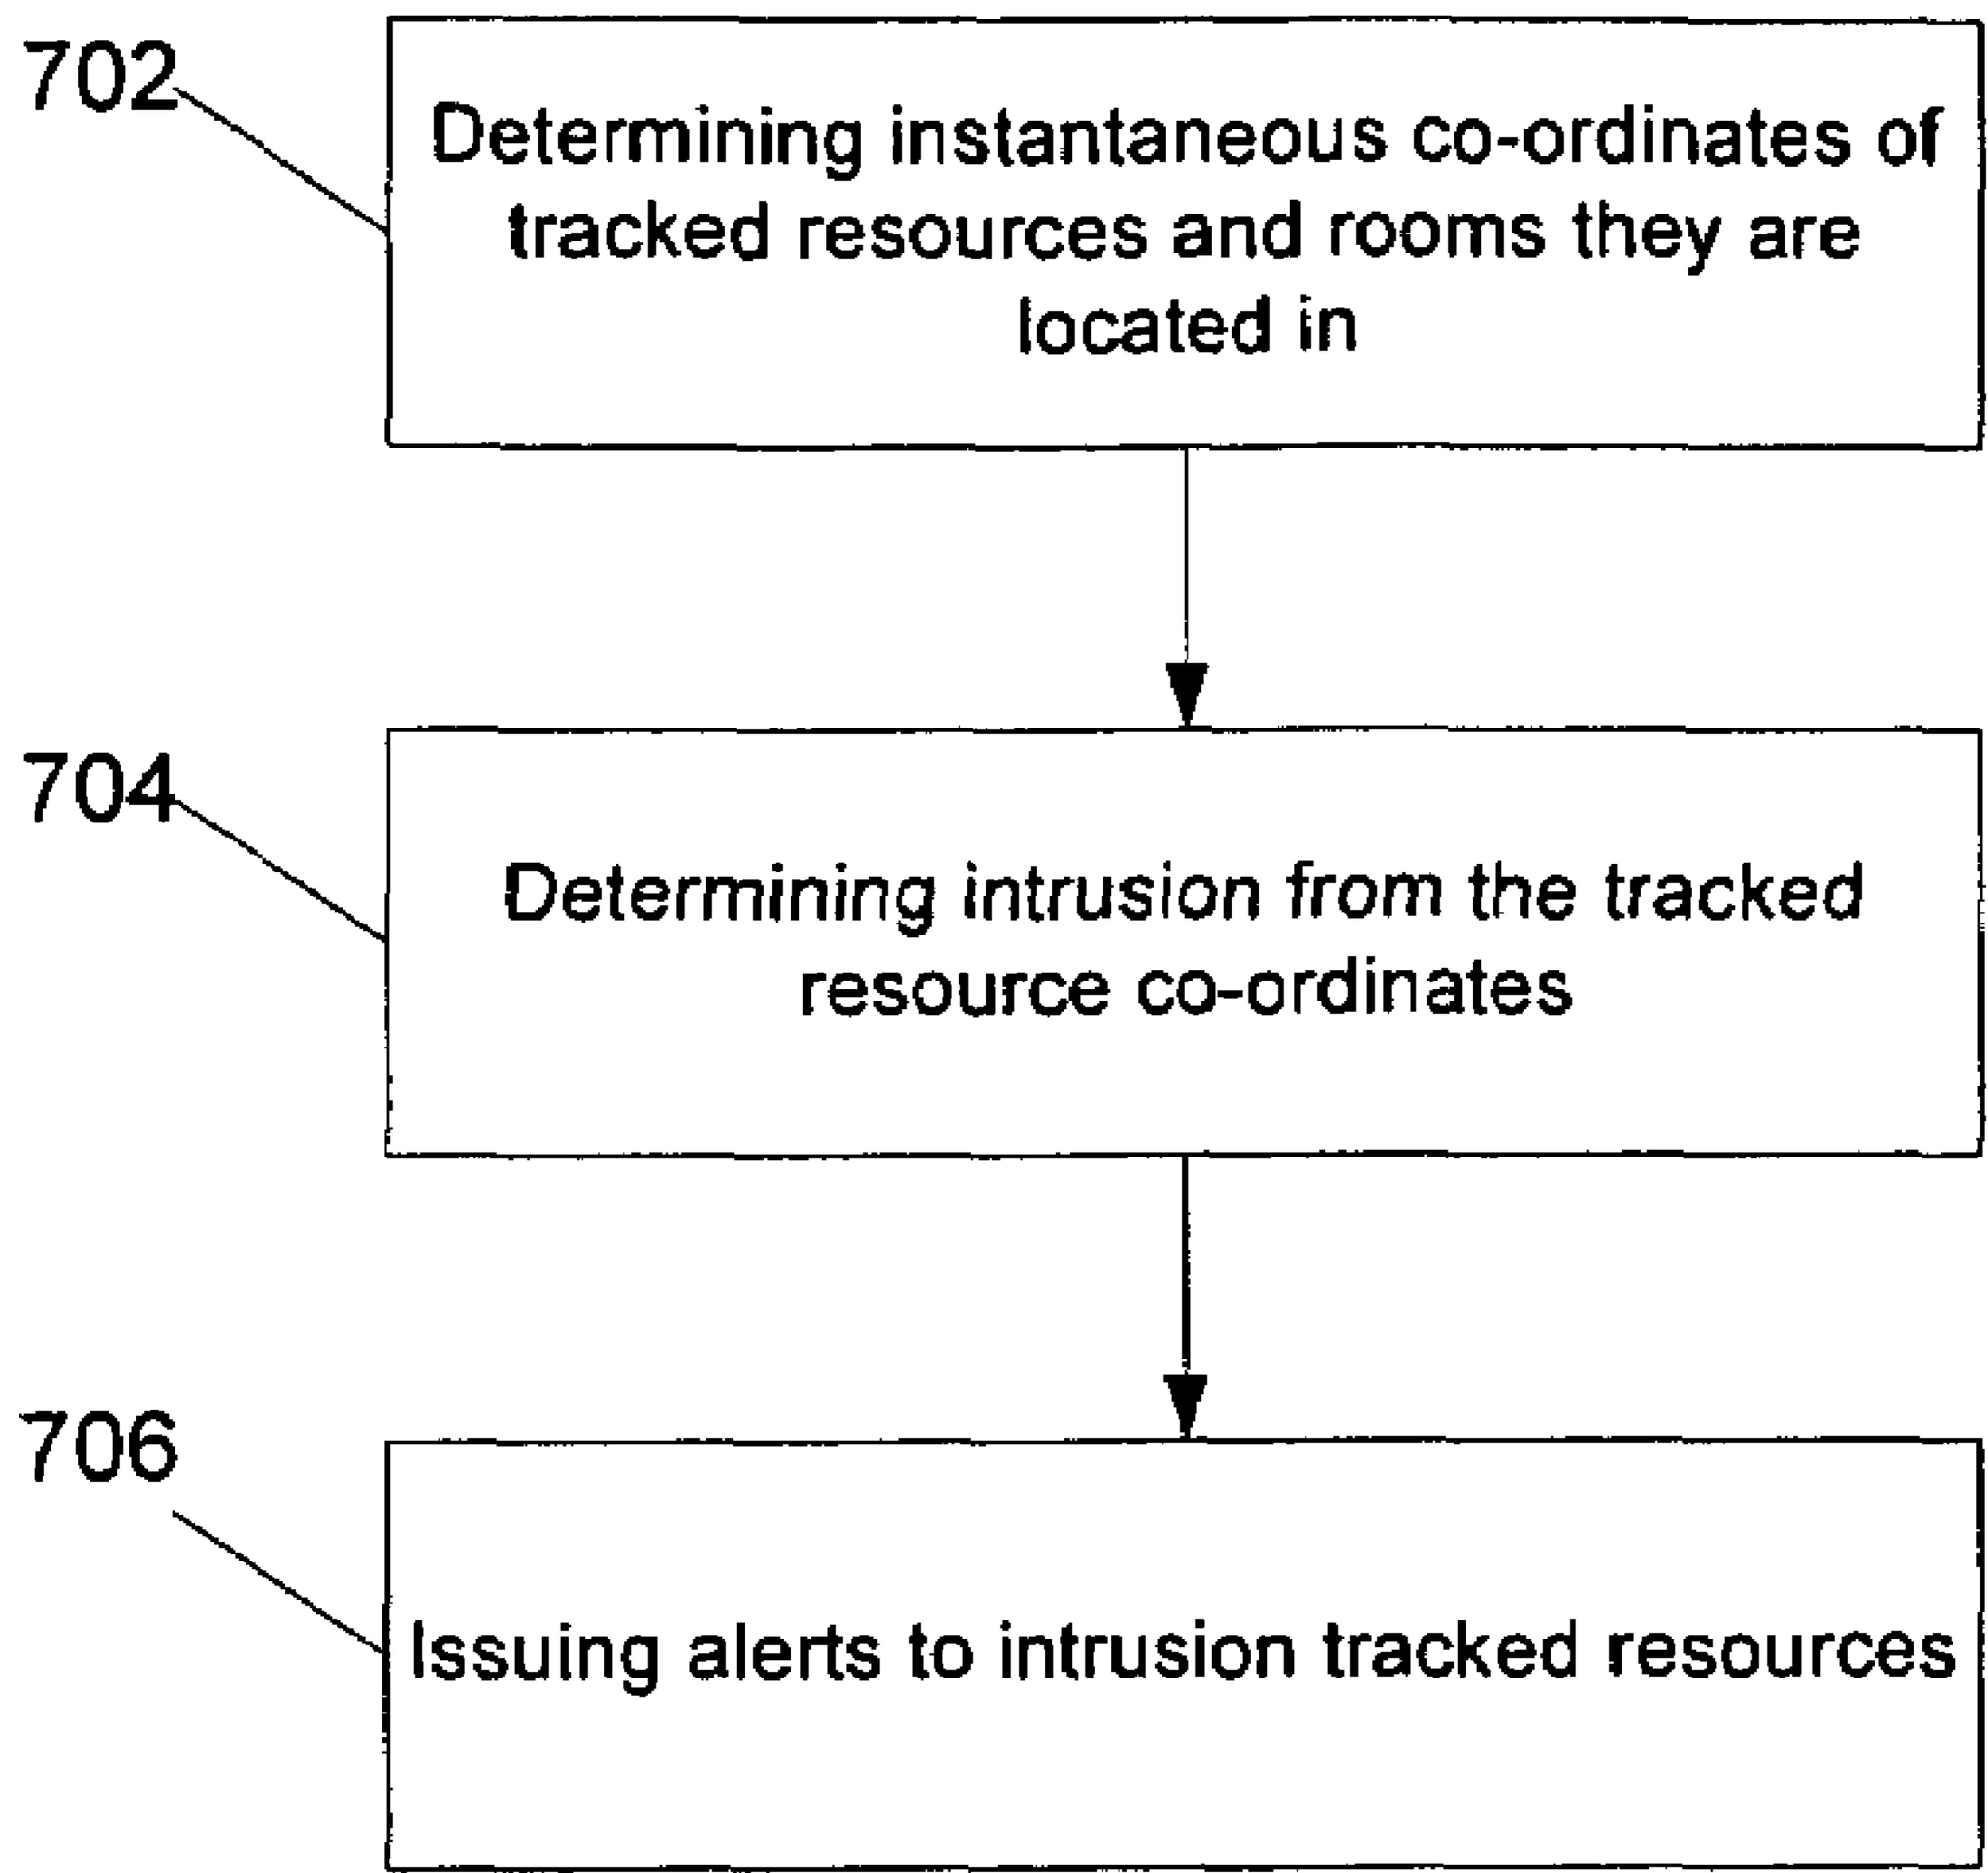 702
Determining instantaneous co-ordinates of
tracked resources and rooms they are
located in
704
Determining intrusion from the tracked
resource co-ordinates
706
Issuing alerts to intrusion tracked resources